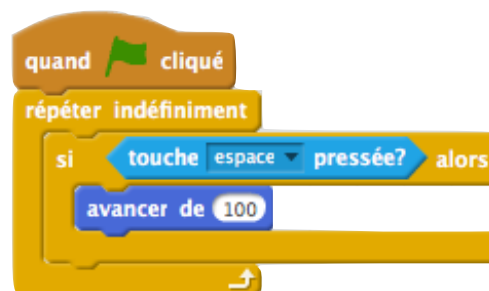 quand cliqué
répéter indéfiniment
si touche espace pressée? alors
avancer de 100